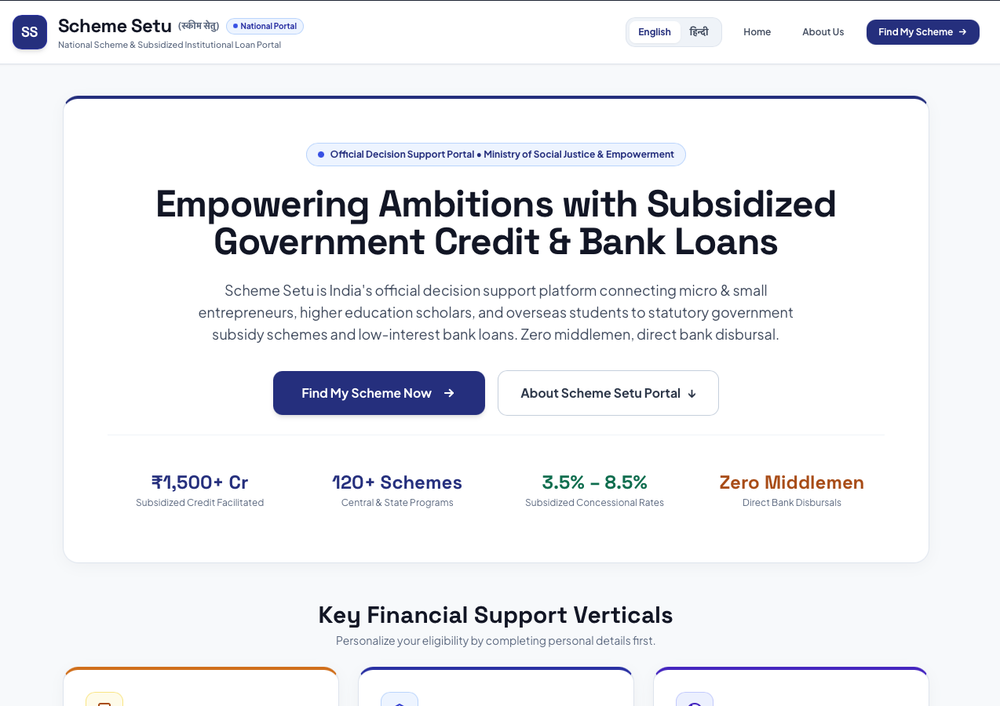 SS
Scheme Setu (स्कीम सेतु) National Portal
National Scheme & Subsidized Institutional Loan Portal
English हिन्दी Home About Us Find My Scheme →
Official Decision Support Portal • Ministry of Social Justice & Empowerment
Empowering Ambitions with Subsidized
Government Credit & Bank Loans
Scheme Setu is India's official decision support platform connecting micro & small
entrepreneurs, higher education scholars, and overseas students to statutory government
subsidy schemes and low-interest bank loans. Zero middlemen, direct bank disbursal.
Find My Scheme Now → About Scheme Setu Portal ↓
₹1,500+ Cr 120+ Schemes 3.5% – 8.5% Zero Middlemen
Subsidized Credit Facilitated Central & State Programs Subsidized Concessional Rates Direct Bank Disbursals
Key Financial Support Verticals
Personalize your eligibility by completing personal details first.